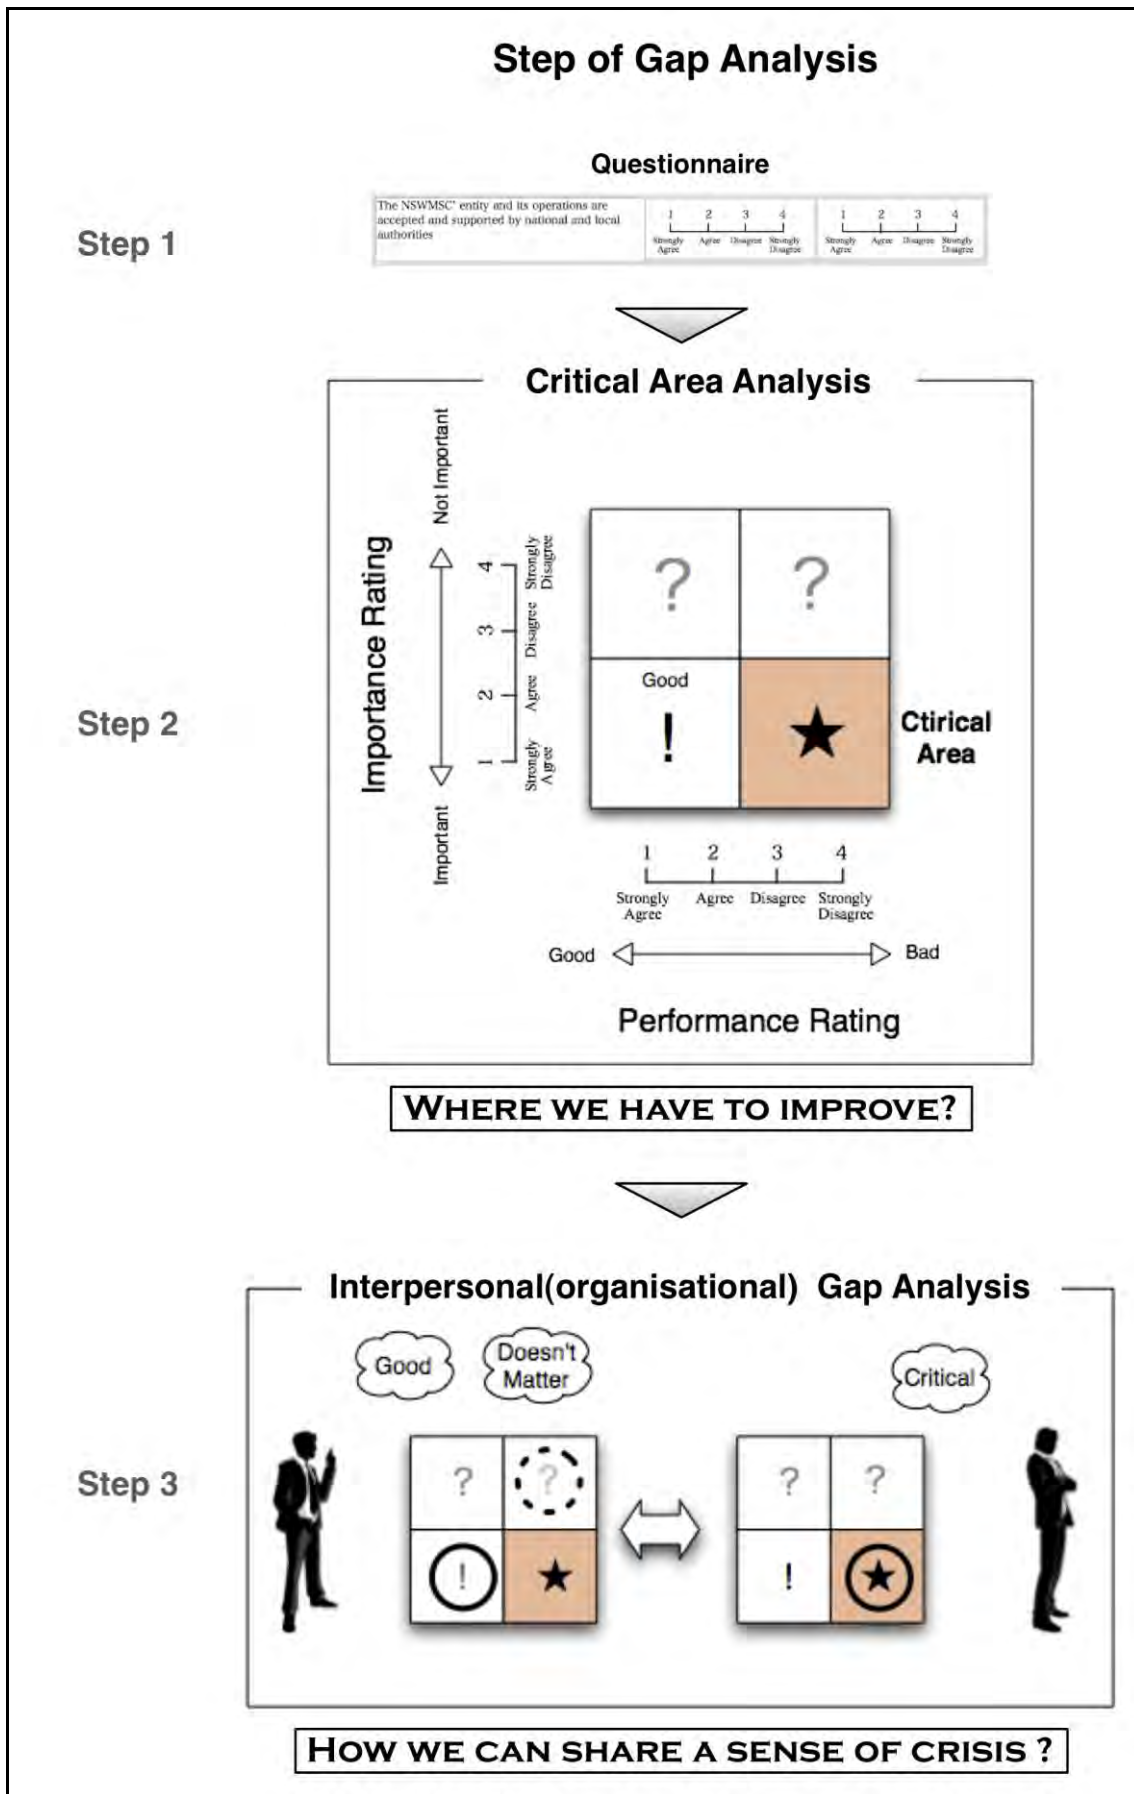 Step of Gap Analysis
Questionnaire
Step 1
The NSWMSC' entity and its operations are
accepted and supported by national and local
authorities
1 2 3 4
Strongly Agree Agree Disagree Strongly Disagree
1 2 3 4
Strongly Agree Agree Disagree Strongly Disagree
Critical Area Analysis
Step 2
Importance Rating
Not Important
Important
4 3 2 1
Strongly Disagree
Disagree
Agree
Strongly Agree
? ?
Good
! ★
Ctirical
Area
1 2 3 4
Strongly Agree Agree Disagree Strongly Disagree
Good Bad
Performance Rating
WHERE WE HAVE TO IMPROVE?
Interpersonal(organisational) Gap Analysis
Step 3
Good
Doesn't
Matter
Critical
? ? ? ?
! ★ ! ★
HOW WE CAN SHARE A SENSE OF CRISIS ?